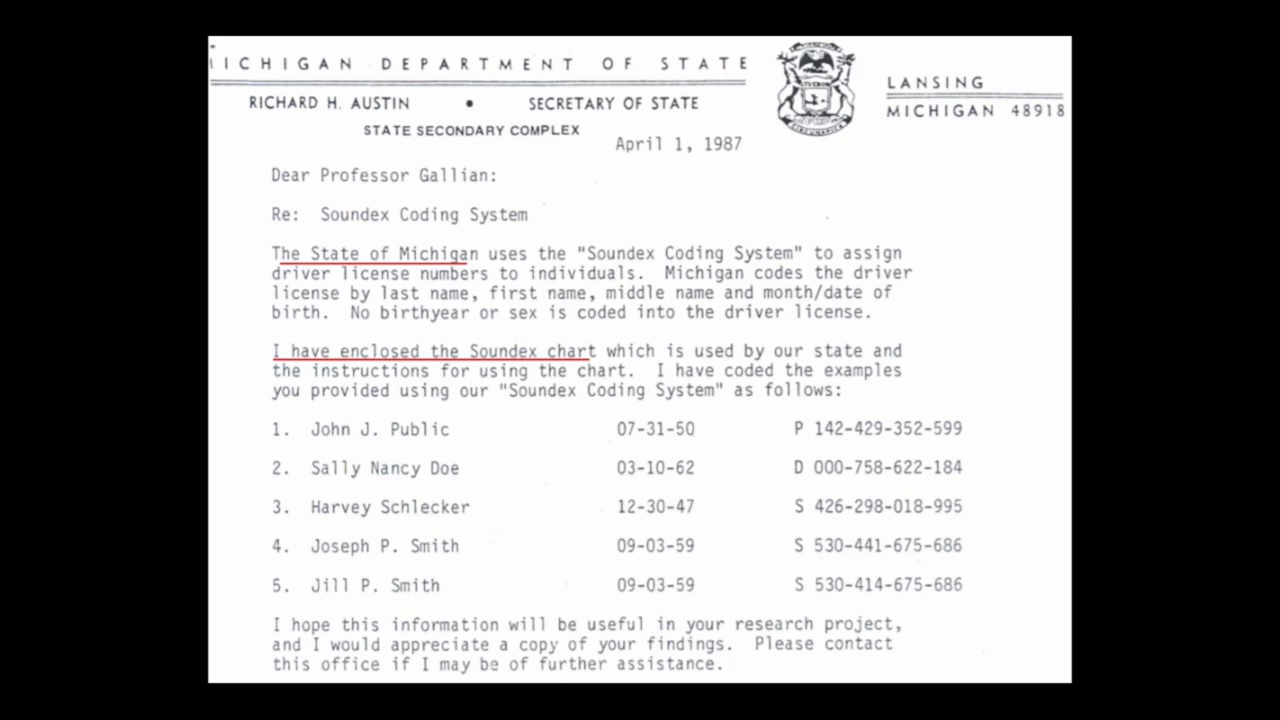 MICHIGAN DEPARTMENT OF STATE
RICHARD H. AUSTIN • SECRETARY OF STATE
STATE SECONDARY COMPLEX
LANSING
MICHIGAN 48918
April 1, 1987
Dear Professor Gallian:
Re: Soundex Coding System
The State of Michigan uses the "Soundex Coding System" to assign
driver license numbers to individuals. Michigan codes the driver
license by last name, first name, middle name and month/date of
birth. No birthyear or sex is coded into the driver license.
I have enclosed the Soundex chart which is used by our state and
the instructions for using the chart. I have coded the examples
you provided using our "Soundex Coding System" as follows:
1. John J. Public 07-31-50 P 142-429-352-599
2. Sally Nancy Doe 03-10-62 D 000-758-622-184
3. Harvey Schlecker 12-30-47 S 426-298-018-995
4. Joseph P. Smith 09-03-59 S 530-441-675-686
5. Jill P. Smith 09-03-59 S 530-414-675-686
I hope this information will be useful in your research project,
and I would appreciate a copy of your findings. Please contact
this office if I may be of further assistance.